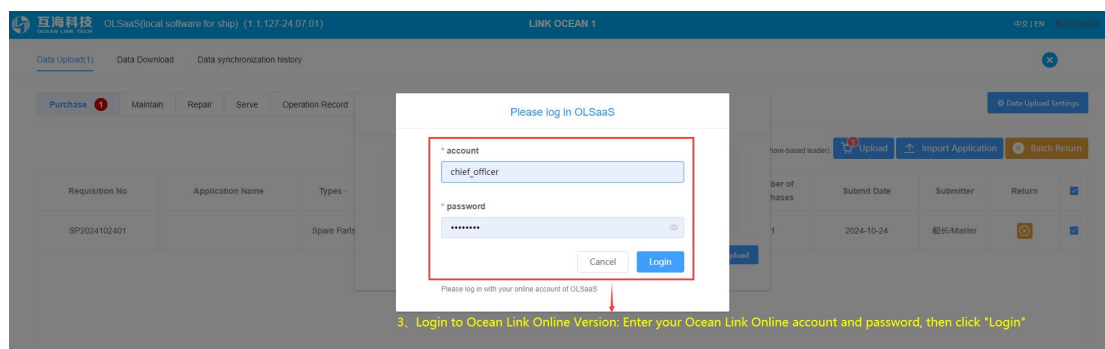 互海科技 OLSaaS(local software for ship) (1.1.127-24.07.01) LINK OCEAN 1 中文 | EN
OCEAN LINK TECH
Data Upload(1) Data Download Data synchronization history
Purchase 1 Maintain Repair Serve Operation Record Data Upload Settings
Please log in OLSaaS
* account
chief_officer
shore-based leader) 1 Upload Import Application Batch Return
Requisition No Application Name Types Submit Date Submitter Return
* password
SP2024102401 Spare Parts 1 2024-10-24 船长/Master
Cancel Login
Please log in with your online account of OLSaaS
3、Login to Ocean Link Online Version: Enter your Ocean Link Online account and password, then click "Login"